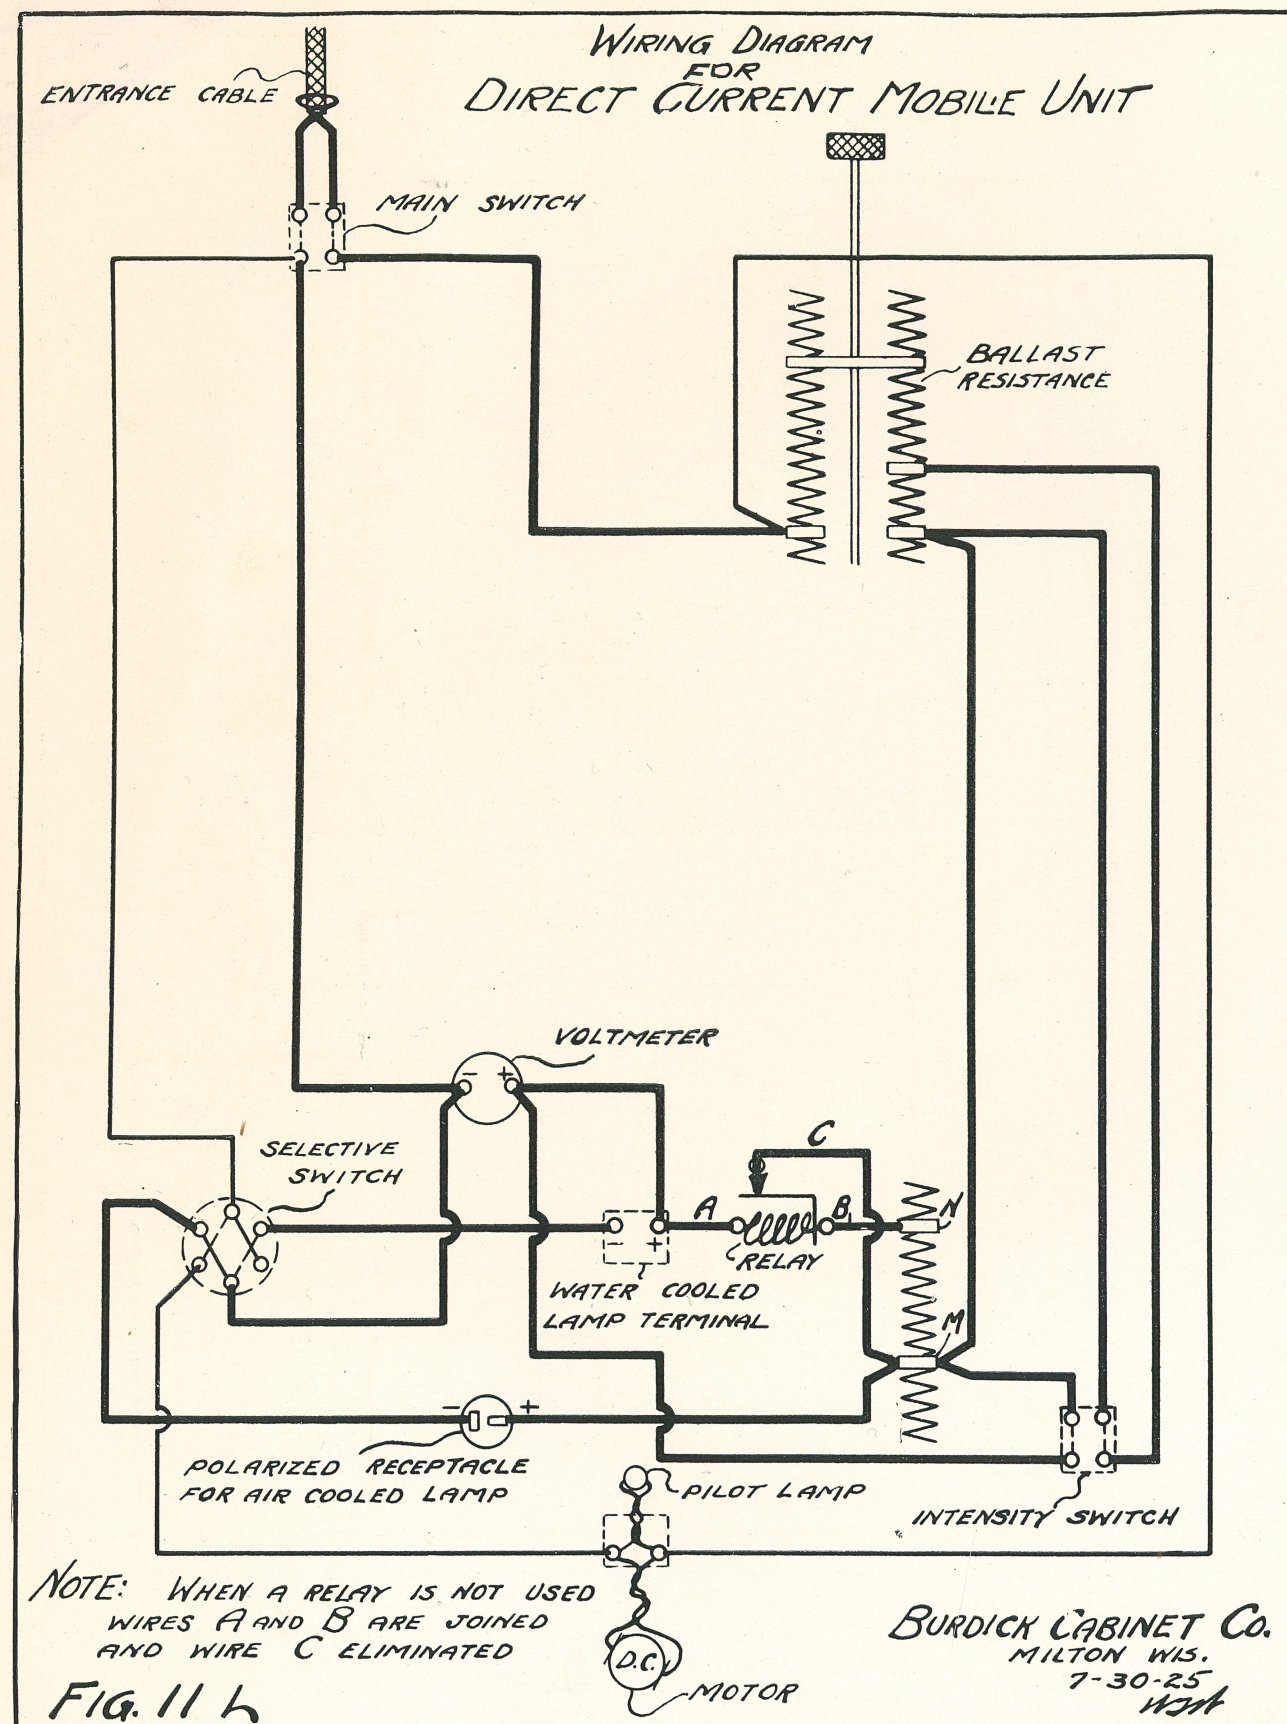 WIRING DIAGRAM
FOR
DIRECT CURRENT MOBILE UNIT
ENTRANCE CABLE
MAIN SWITCH
BALLAST
RESISTANCE
VOLTMETER
- +
SELECTIVE
SWITCH
C
A
B
N
- +
RELAY
WATER COOLED
LAMP TERMINAL
M
- +
POLARIZED RECEPTACLE
FOR AIR COOLED LAMP
PILOT LAMP
INTENSITY SWITCH
NOTE: WHEN A RELAY IS NOT USED
WIRES A AND B ARE JOINED
AND WIRE C ELIMINATED
D.C.
MOTOR
BURDICK CABINET CO.
MILTON WIS.
7-30-25
FIG. 11 h